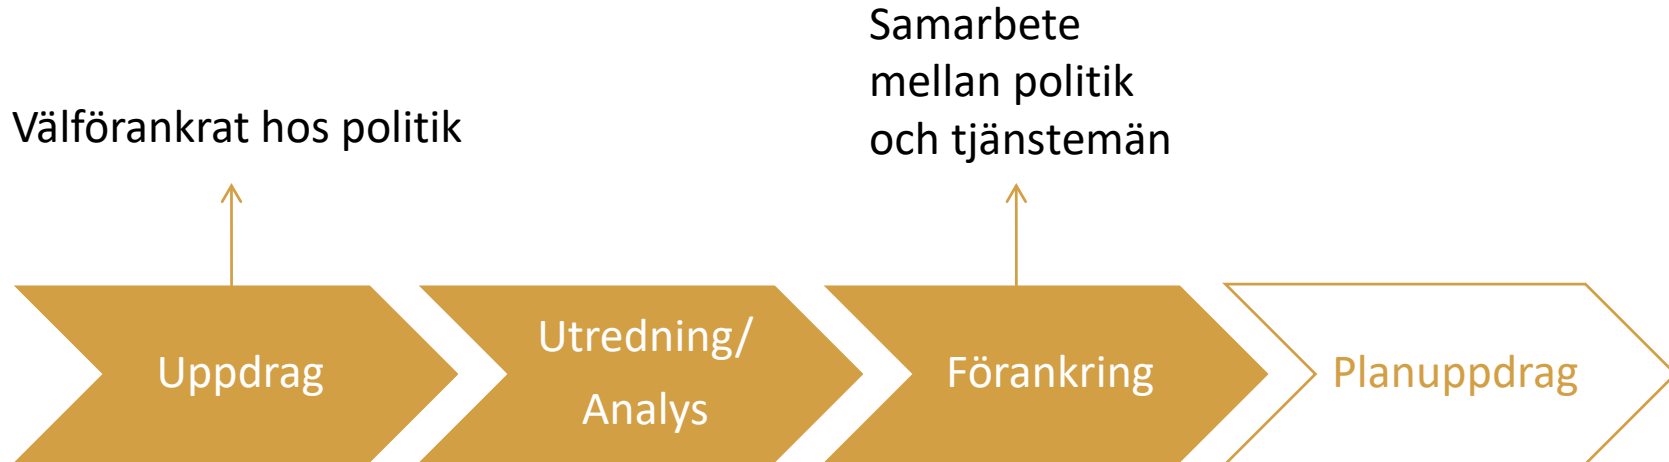 Välförankrat hos politik
Samarbete
mellan politik
och tjänstemän
Uppdrag
Utredning/
Analys
Förankring
Planuppdrag